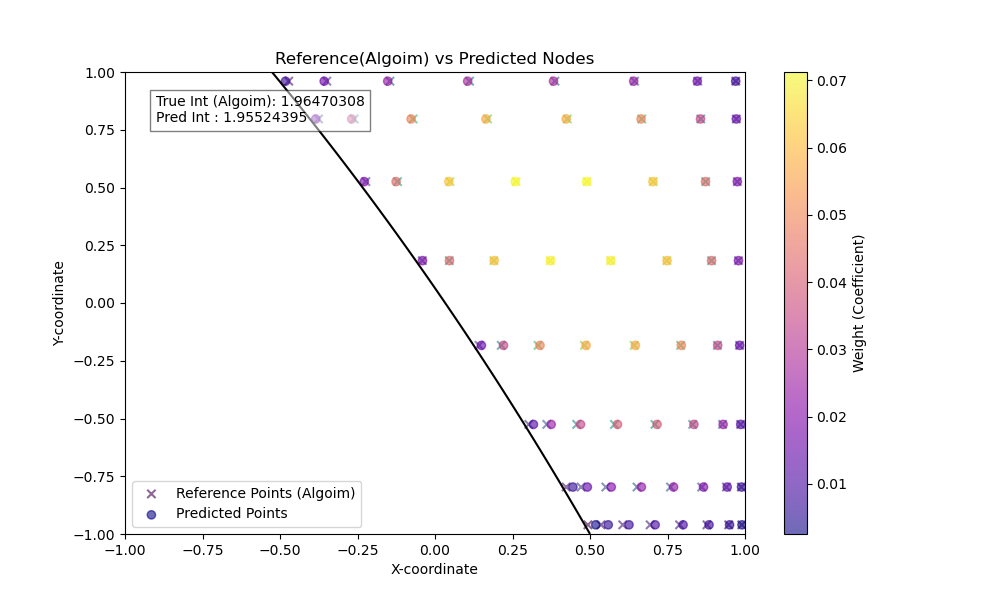 Reference(Algoim) vs Predicted Nodes
True Int (Algoim): 1.96470308
Pred Int : 1.95524395
Reference Points (Algoim)
Predicted Points
1.00
0.75
0.50
0.25
0.00
−0.25
−0.50
−0.75
−1.00
Y-coordinate
−1.00 −0.75 −0.50 −0.25 0.00 0.25 0.50 0.75 1.00
X-coordinate
0.07
0.06
0.05
0.04
0.03
0.02
0.01
Weight (Coefficient)